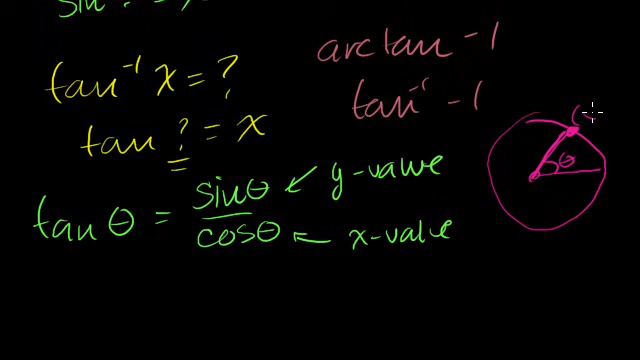 tan⁻¹ x = ?
tan ? = x
arctan -1
tan⁻¹ -1
tan θ = sinθ / cosθ
y-value
x-value
θ
(